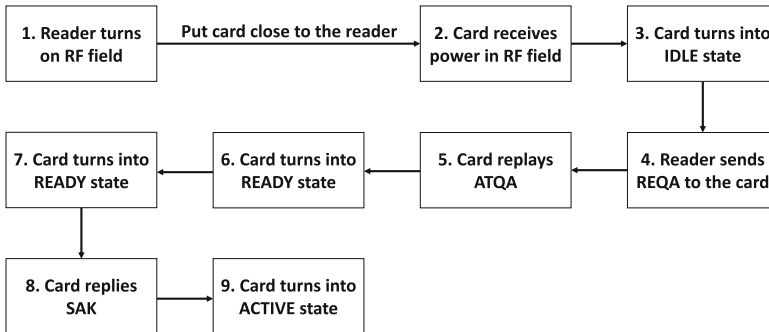 1. Reader turns
on RF field
Put card close to the reader
2. Card receives
power in RF field
3. Card turns into
IDLE state
4. Reader sends
REQA to the card
5. Card replays
ATQA
6. Card turns into
READY state
7. Card turns into
READY state
8. Card replies
SAK
9. Card turns into
ACTIVE state